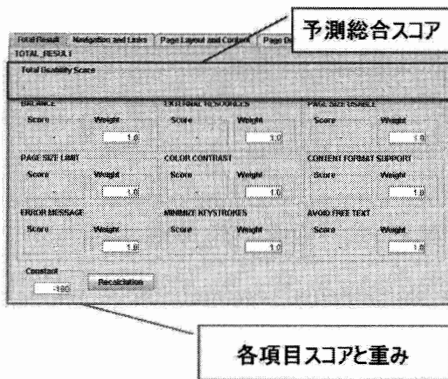 予測総合スコア
Total Result Navigation and Links Page Layout and Content Page De
TOTAL_RESULT
Total Usability Score
BALANCE EXTERNAL RESOURCES PAGE SIZE USABLE
Score Weight Score Weight Score Weight
1.0 1.0 1.0
PAGE SIZE LIMIT COLOR CONTRAST CONTENT FORMAT SUPPORT
Score Weight Score Weight Score Weight
1.0 1.0 1.0
ERROR MESSAGE MINIMIZE KEYSTROKES AVOID FREE TEXT
Score Weight Score Weight Score Weight
1.0 1.0 1.0
Constant
Recalculation
各項目スコアと重み